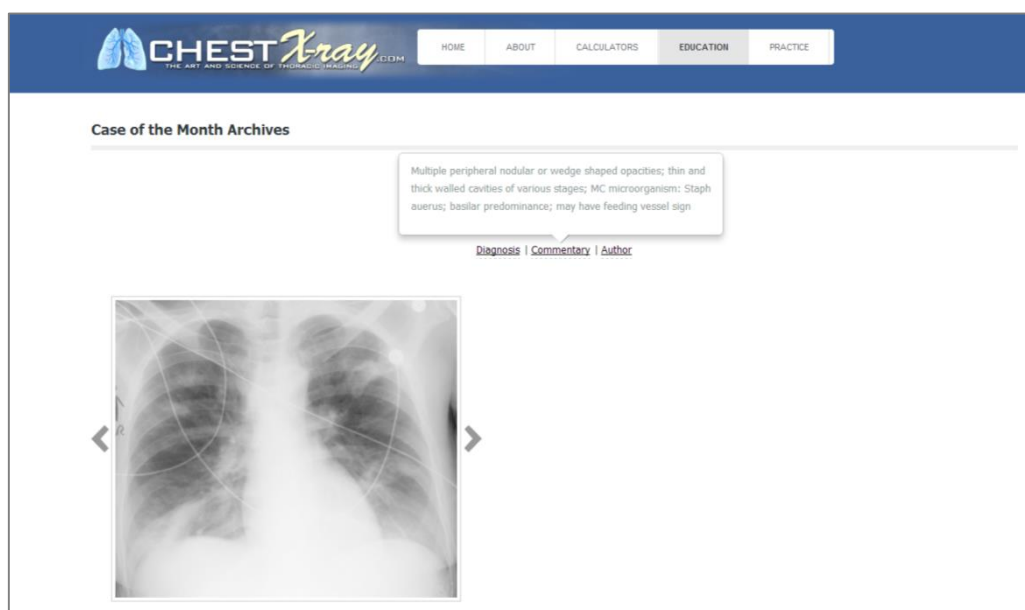 CHEST X-ray.COM
THE ART AND SCIENCE OF THORACIC IMAGING
HOME ABOUT CALCULATORS EDUCATION PRACTICE
Case of the Month Archives
Multiple peripheral nodular or wedge shaped opacities; thin and
thick walled cavities of various stages; MC microorganism: Staph
auerus; basilar predominance; may have feeding vessel sign
Diagnosis | Commentary | Author
R